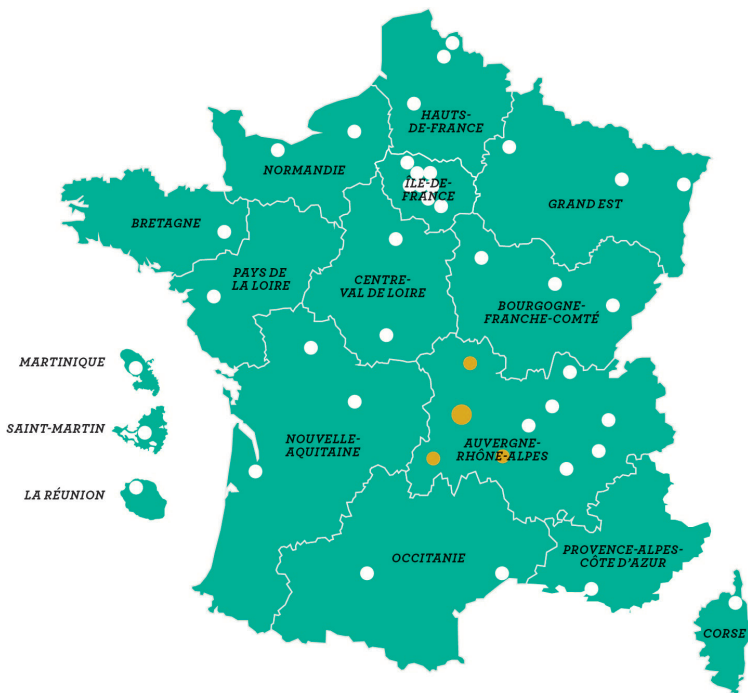 HAUTS-
DE-FRANCE
NORMANDIE
ÎLE-DE-
FRANCE
GRAND EST
BRETAGNE
PAYS DE
LA LOIRE
CENTRE-
VAL DE LOIRE
BOURGOGNE-
FRANCHE-COMTÉ
MARTINIQUE
SAINT-MARTIN
NOUVELLE-
AQUITAINE
AUVERGNE-
RHÔNE-ALPES
LA RÉUNION
OCCITANIE
PROVENCE-ALPES-
CÔTE D'AZUR
CORSE